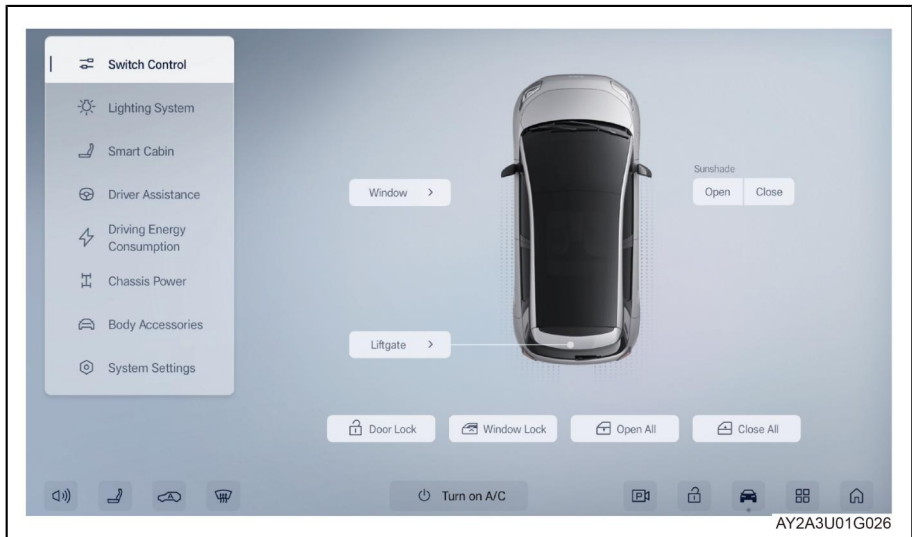 Switch Control
Lighting System
Smart Cabin
Driver Assistance
Driving Energy
Consumption
Chassis Power
Body Accessories
System Settings
Window >
Liftgate >
Sunshade
Open Close
Door Lock
Window Lock
Open All
Close All
Turn on A/C
AY2A3U01G026